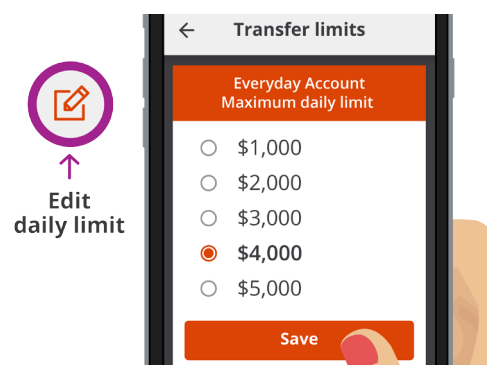 Transfer limits
Everyday Account
Maximum daily limit
$1,000
$2,000
$3,000
$4,000
$5,000
Save
Edit
daily limit